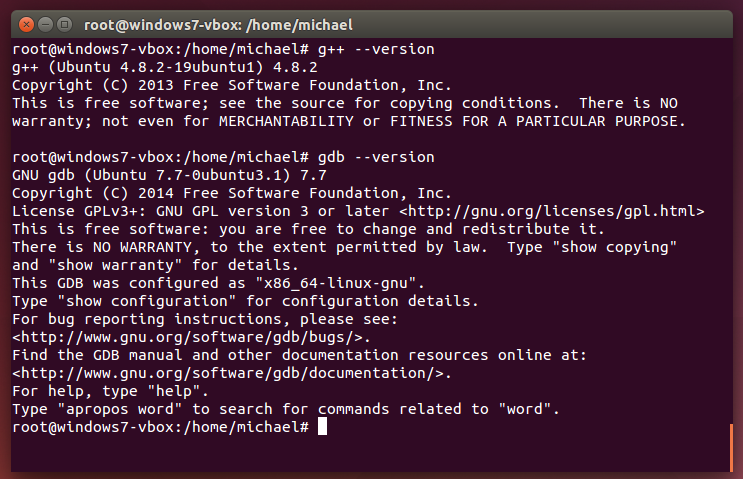 root@windows7-vbox: /home/michael
root@windows7-vbox:/home/michael# g++ --version
g++ (Ubuntu 4.8.2-19ubuntu1) 4.8.2
Copyright (C) 2013 Free Software Foundation, Inc.
This is free software; see the source for copying conditions.  There is NO
warranty; not even for MERCHANTABILITY or FITNESS FOR A PARTICULAR PURPOSE.
root@windows7-vbox:/home/michael# gdb --version
GNU gdb (Ubuntu 7.7-0ubuntu3.1) 7.7
Copyright (C) 2014 Free Software Foundation, Inc.
License GPLv3+: GNU GPL version 3 or later <http://gnu.org/licenses/gpl.html>
This is free software: you are free to change and redistribute it.
There is NO WARRANTY, to the extent permitted by law.  Type "show copying"
and "show warranty" for details.
This GDB was configured as "x86_64-linux-gnu".
Type "show configuration" for configuration details.
For bug reporting instructions, please see:
<http://www.gnu.org/software/gdb/bugs/>.
Find the GDB manual and other documentation resources online at:
<http://www.gnu.org/software/gdb/documentation/>.
For help, type "help".
Type "apropos word" to search for commands related to "word".
root@windows7-vbox:/home/michael#